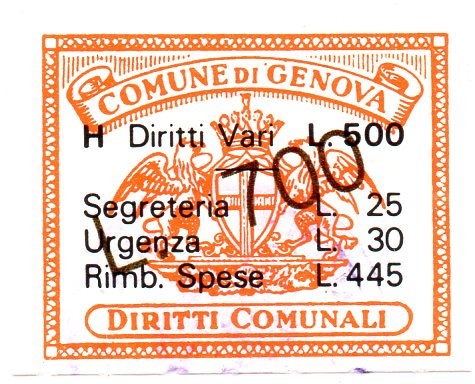 COMUNE DI GENOVA
H Diritti Vari L. 500
L. 700
Segreteria L. 25
Urgenza L. 30
Rimb. Spese L. 445
DIRITTI COMUNALI